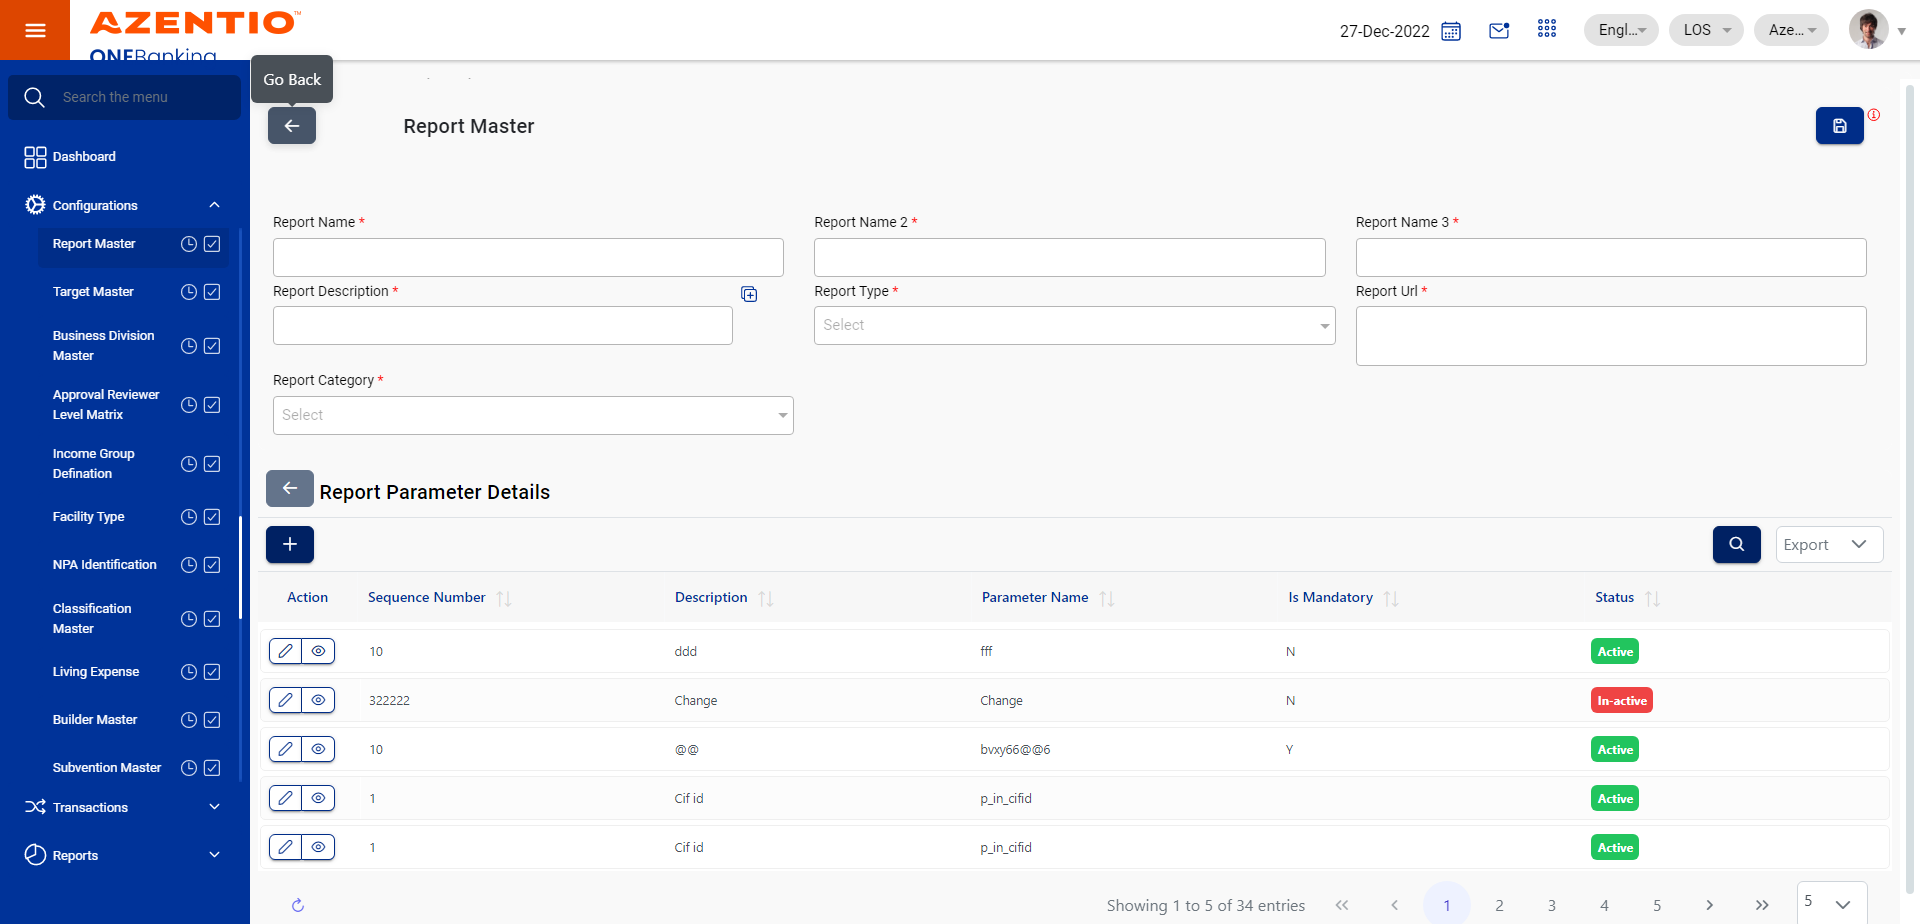 AZENTIO™
ONEBanking
27-Dec-2022
Engl...
LOS
Aze...
Search the menu
Go Back
Dashboard
Configurations
Report Master
Target Master
Business Division
Master
Approval Reviewer
Level Matrix
Income Group
Defination
Facility Type
NPA Identification
Classification
Master
Living Expense
Builder Master
Subvention Master
Transactions
Reports
Report Master
Report Name *
Report Name 2 *
Report Name 3 *
Report Description *
Report Type *
Report Url *
Select
Report Category *
Select
Report Parameter Details
Export
Action Sequence Number Description Parameter Name Is Mandatory Status
10 ddd fff N Active
322222 Change Change N In-active
10 @@ bvxy66@@6 Y Active
1 Cif id p_in_cifid Active
1 Cif id p_in_cifid Active
Showing 1 to 5 of 34 entries << < 1 2 3 4 5 > >> 5